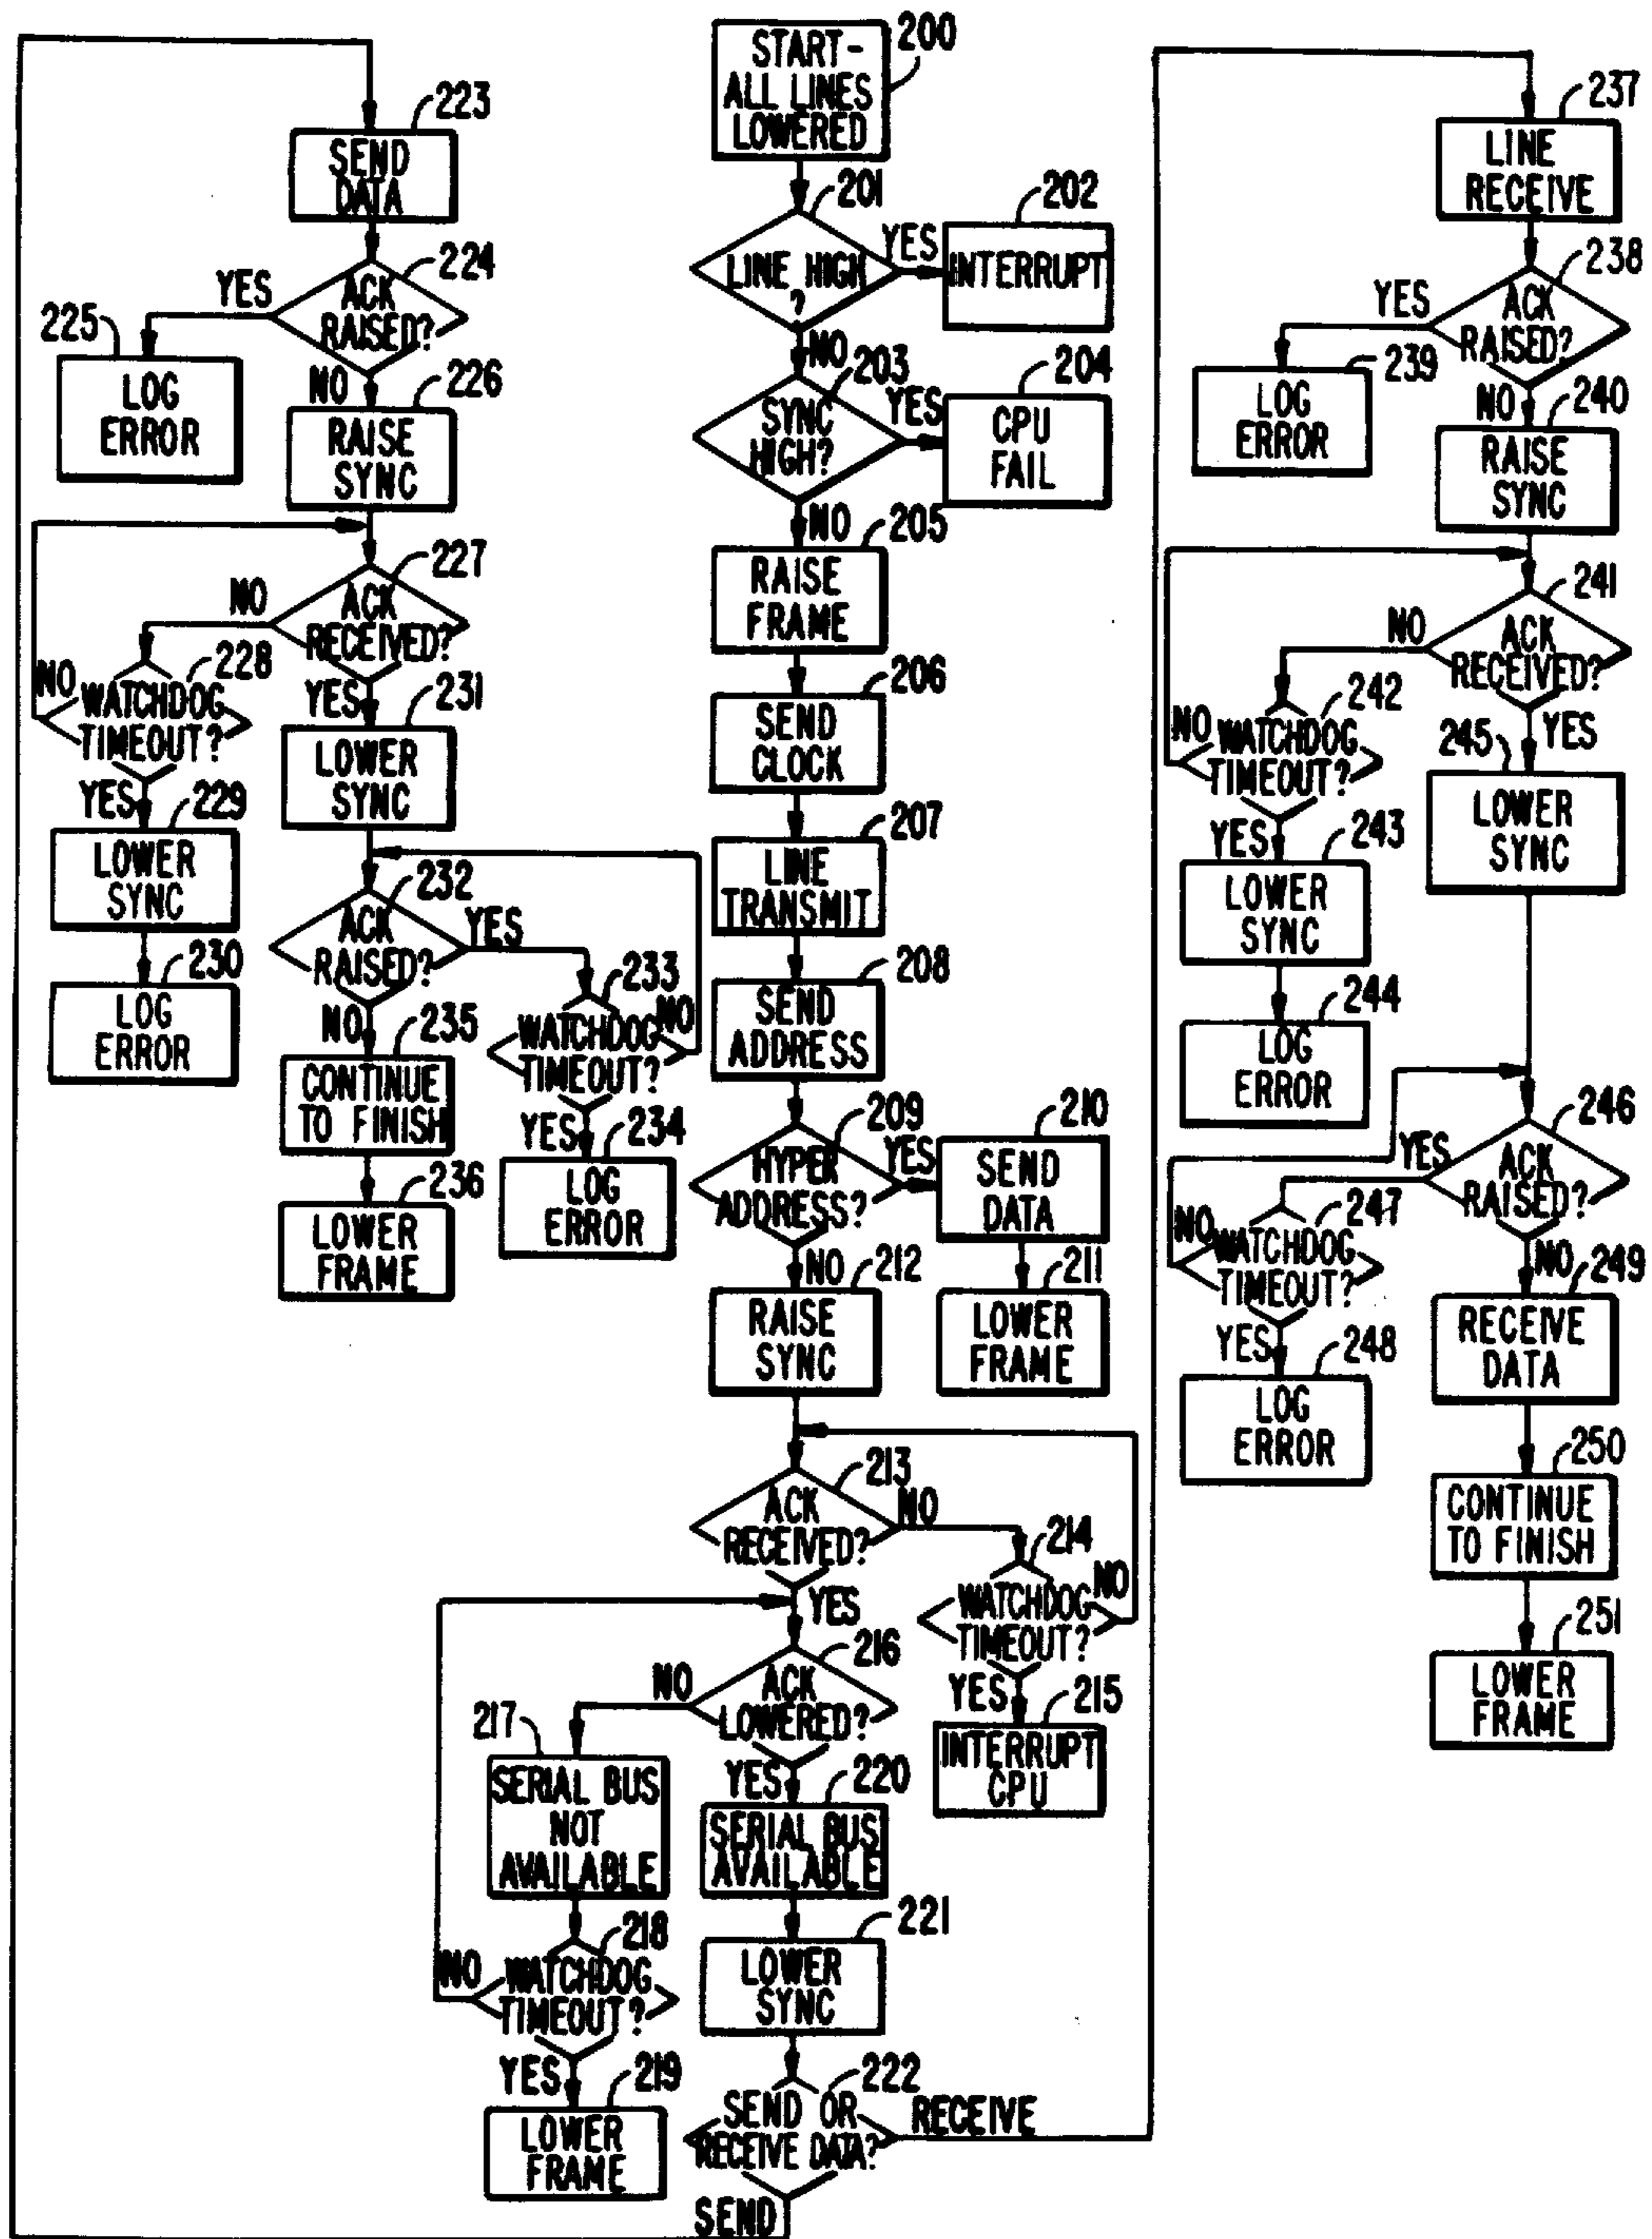 200
START-
ALL LINES
LOWERED
201
LINE HIGH
?
YES
202
INTERRUPT
NO
203
SYNC
HIGH?
YES
204
CPU
FAIL
NO
205
RAISE
FRAME
206
SEND
CLOCK
207
LINE
TRANSMIT
208
SEND
ADDRESS
209
HYPER
ADDRESS?
YES
210
SEND
DATA
211
LOWER
FRAME
NO
212
RAISE
SYNC
213
ACK
RECEIVED?
NO
214
WATCHDOG
TIMEOUT?
NO
YES
215
INTERRUPT
CPU
YES
216
ACK
LOWERED?
NO
217
SERIAL BUS
NOT
AVAILABLE
218
WATCHDOG
TIMEOUT?
NO
YES
219
LOWER
FRAME
YES
220
SERIAL BUS
AVAILABLE
221
LOWER
SYNC
222
SEND OR
RECEIVE DATA?
RECEIVE
SEND
223
SEND
DATA
224
ACK
RAISED?
YES
225
LOG
ERROR
NO
226
RAISE
SYNC
227
ACK
RECEIVED?
NO
228
WATCHDOG
TIMEOUT?
NO
YES
229
LOWER
SYNC
230
LOG
ERROR
YES
231
LOWER
SYNC
232
ACK
RAISED?
YES
233
WATCHDOG
TIMEOUT?
NO
YES
234
LOG
ERROR
NO
235
CONTINUE
TO FINISH
236
LOWER
FRAME
237
LINE
RECEIVE
238
ACK
RAISED?
YES
239
LOG
ERROR
NO
240
RAISE
SYNC
241
ACK
RECEIVED?
NO
242
WATCHDOG
TIMEOUT?
NO
YES
243
LOWER
SYNC
244
LOG
ERROR
YES
245
LOWER
SYNC
246
ACK
RAISED?
YES
247
WATCHDOG
TIMEOUT?
NO
YES
248
LOG
ERROR
NO
249
RECEIVE
DATA
250
CONTINUE
TO FINISH
251
LOWER
FRAME